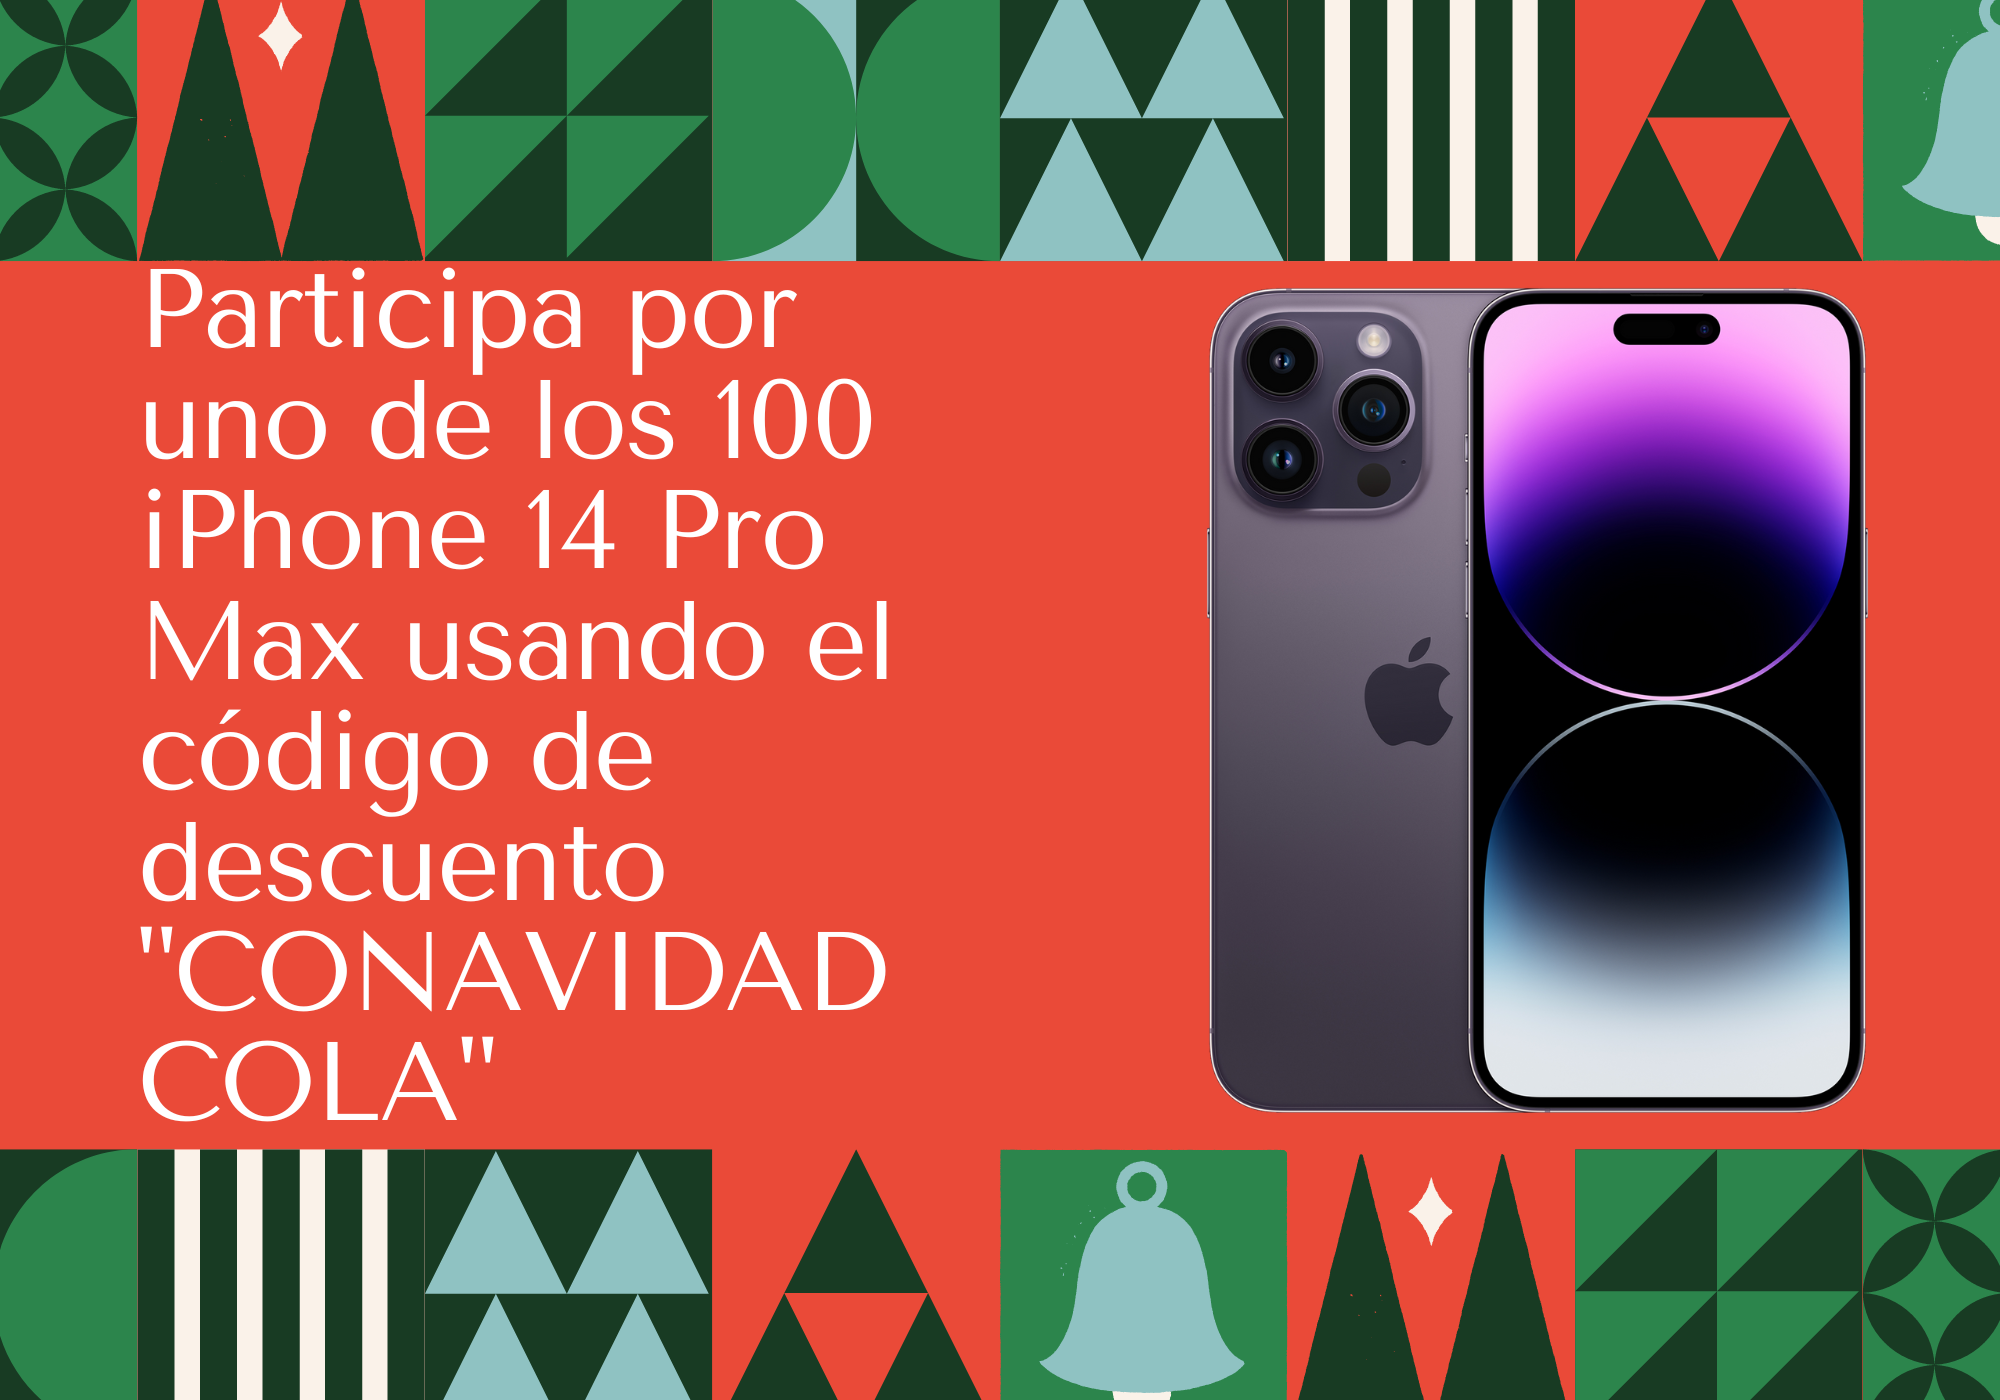 Participa por
uno de los 100
iPhone 14 Pro
Max usando el
código de
descuento
"CONAVIDAD
COLA"